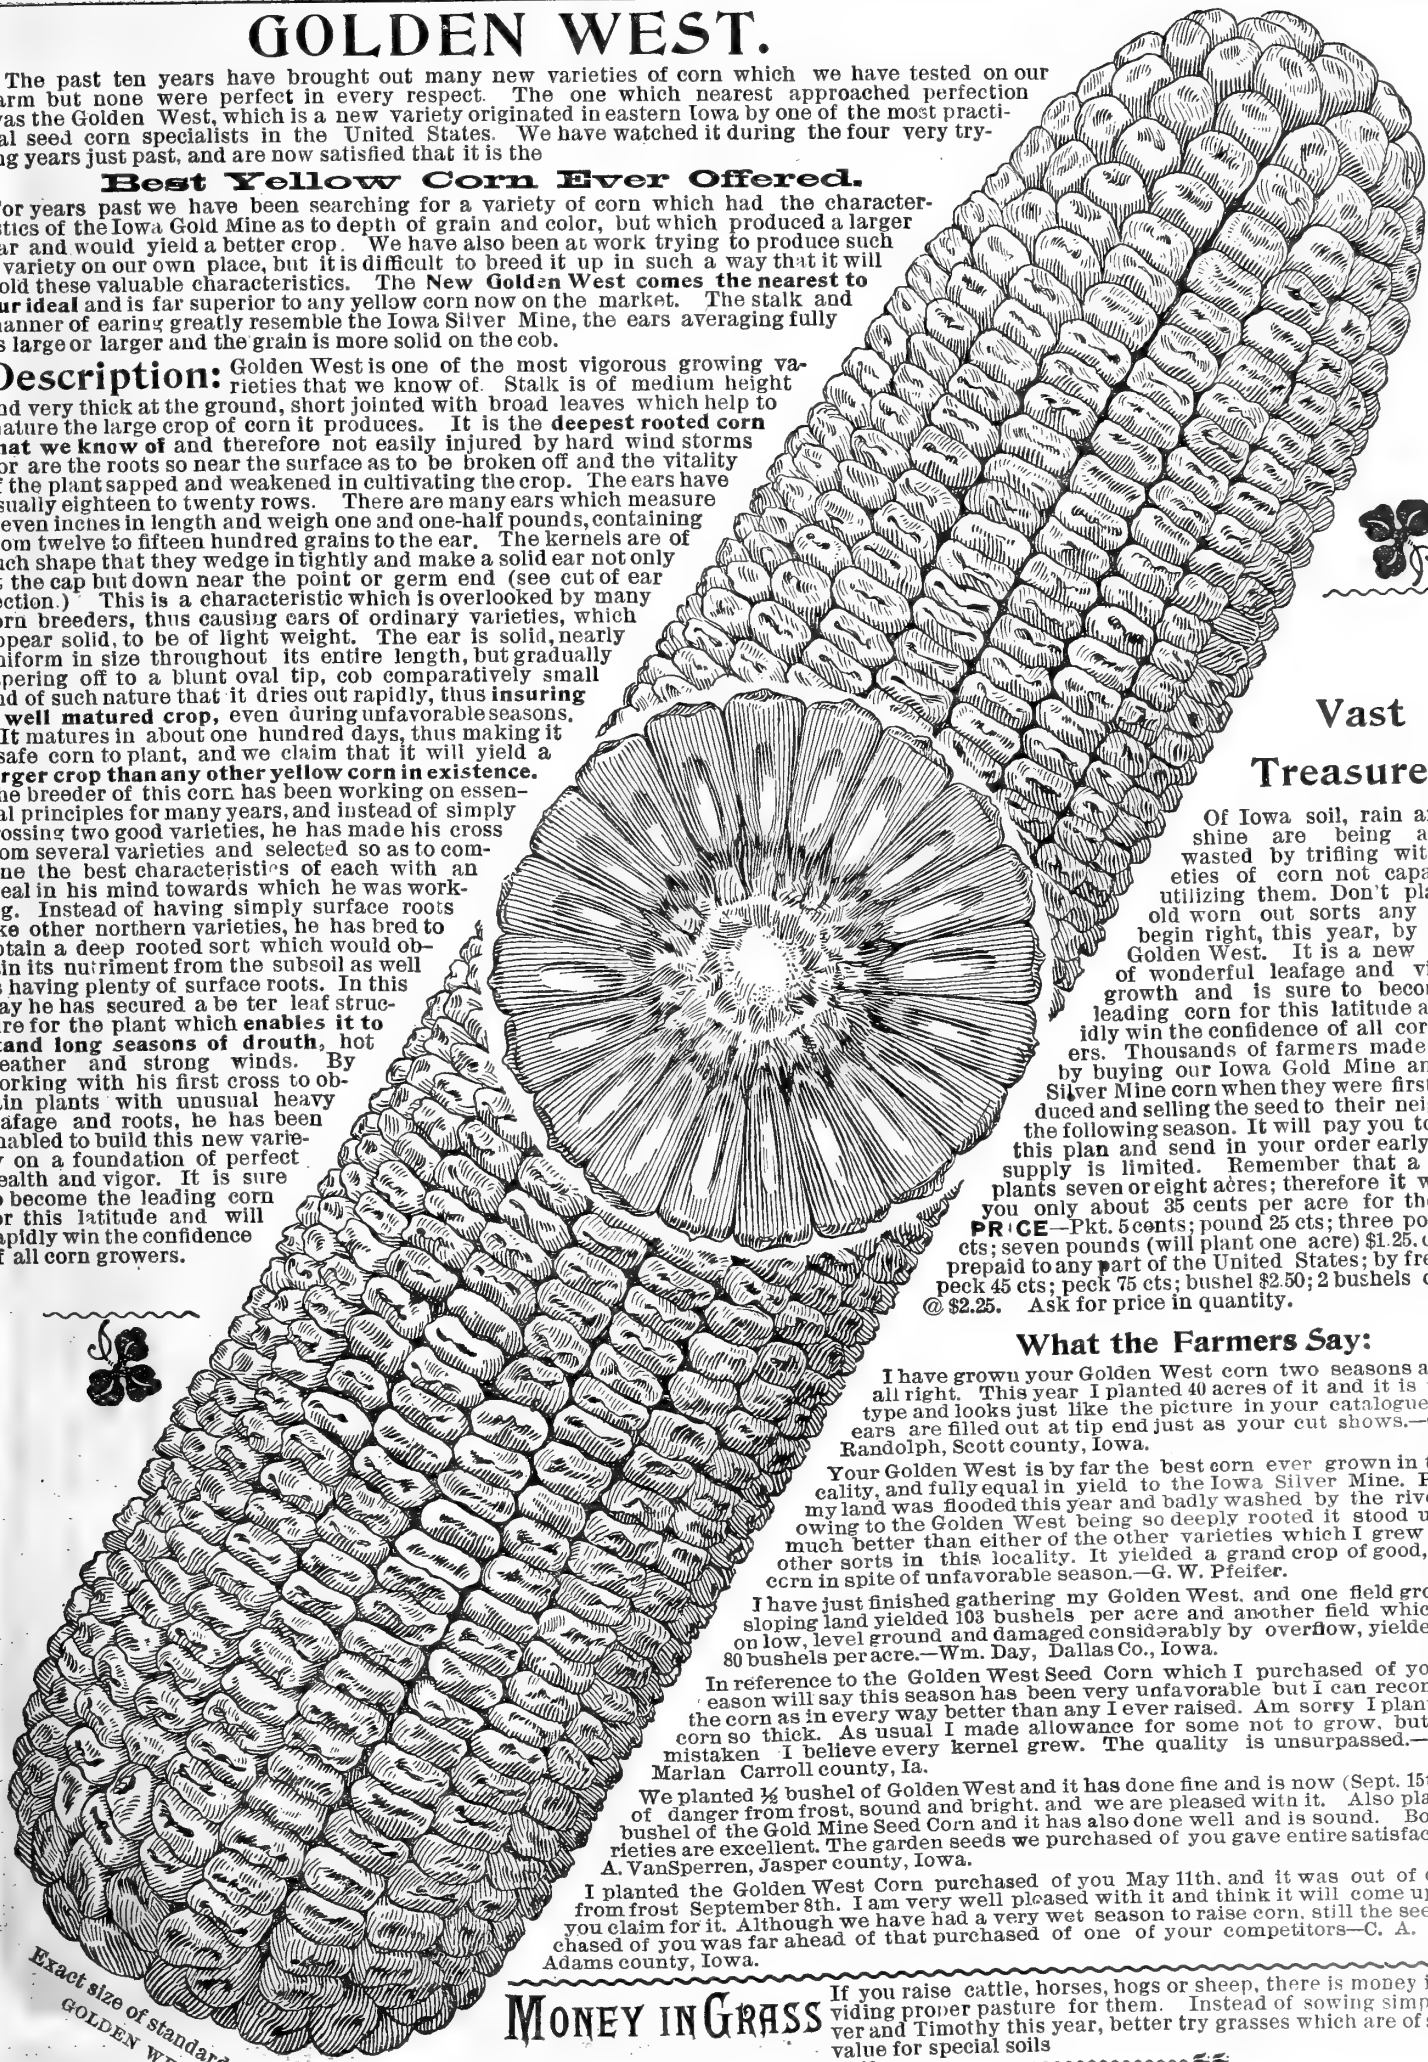 GOLDEN WEST.
The past ten years have brought out many new varieties of corn which we have tested on our
arm but none were perfect in every respect. The one which nearest approached perfection
as the Golden West, which is a new variety originated in eastern Iowa by one of the most practi-
al seed corn specialists in the United States. We have watched it during the four very try-
ng years just past, and are now satisfied that it is the
Best Yellow Corn Ever Offered.
or years past we have been searching for a variety of corn which had the character-
stics of the Iowa Gold Mine as to depth of grain and color, but which produced a larger
ar and would yield a better crop. We have also been at work trying to produce such
variety on our own place, but it is difficult to breed it up in such a way that it will
old these valuable characteristics. The New Golden West comes the nearest to
ur ideal and is far superior to any yellow corn now on the market. The stalk and
anner of earing greatly resemble the Iowa Silver Mine, the ears averaging fully
s large or larger and the grain is more solid on the cob.
Description: Golden West is one of the most vigorous growing va-
rieties that we know of. Stalk is of medium height
nd very thick at the ground, short jointed with broad leaves which help to
ature the large crop of corn it produces. It is the deepest rooted corn
hat we know of and therefore not easily injured by hard wind storms
or are the roots so near the surface as to be broken off and the vitality
f the plant sapped and weakened in cultivating the crop. The ears have
sually eighteen to twenty rows. There are many ears which measure
even inches in length and weigh one and one-half pounds, containing
om twelve to fifteen hundred grains to the ear. The kernels are of
uch shape that they wedge in tightly and make a solid ear not only
t the cap but down near the point or germ end (see cut of ear
ection.) This is a characteristic which is overlooked by many
orn breeders, thus causing ears of ordinary varieties, which
ppear solid, to be of light weight. The ear is solid, nearly
niform in size throughout its entire length, but gradually
pering off to a blunt oval tip, cob comparatively small
nd of such nature that it dries out rapidly, thus insuring
well matured crop, even during unfavorable seasons.
It matures in about one hundred days, thus making it
safe corn to plant, and we claim that it will yield a
rger crop than any other yellow corn in existence.
he breeder of this corn has been working on essen-
al principles for many years, and instead of simply
rossing two good varieties, he has made his cross
om several varieties and selected so as to com-
ne the best characteristics of each with an
eal in his mind towards which he was work-
g. Instead of having simply surface roots
ke other northern varieties, he has bred to
btain a deep rooted sort which would ob-
in its nutriment from the subsoil as well
s having plenty of surface roots. In this
ay he has secured a be ter leaf struc-
re for the plant which enables it to
tand long seasons of drouth, hot
eather and strong winds. By
orking with his first cross to ob-
in plants with unusual heavy
afage and roots, he has been
nabled to build this new varie-
y on a foundation of perfect
ealth and vigor. It is sure
o become the leading corn
or this latitude and will
apidly win the confidence
f all corn growers.
Vast
Treasure
Of Iowa soil, rain a
shine are being a
wasted by trifling wit
eties of corn not capa
utilizing them. Don't pla
old worn out sorts any
begin right, this year, by
Golden West. It is a new
of wonderful leafage and vi
growth and is sure to becom
leading corn for this latitude a
idly win the confidence of all cor
ers. Thousands of farmers made
by buying our Iowa Gold Mine an
Silver Mine corn when they were first
duced and selling the seed to their nei
the following season. It will pay you to
this plan and send in your order early
supply is limited. Remember that a
plants seven or eight acres; therefore it w
you only about 35 cents per acre for the
PRICE—Pkt. 5 cents; pound 25 cts; three po
cts; seven pounds (will plant one acre) $1.25.
prepaid to any part of the United States; by fre
peck 45 cts; peck 75 cts; bushel $2.50; 2 bushels
@ $2.25. Ask for price in quantity.
What the Farmers Say:
I have grown your Golden West corn two seasons a
all right. This year I planted 40 acres of it and it is
type and looks just like the picture in your catalogue
ears are filled out at tip end just as your cut shows.—
Randolph, Scott county, Iowa.
Your Golden West is by far the best corn ever grown in
cality, and fully equal in yield to the Iowa Silver Mine.
my land was flooded this year and badly washed by the rive
owing to the Golden West being so deeply rooted it stood u
much better than either of the other varieties which I grew
other sorts in this locality. It yielded a grand crop of good,
corn in spite of unfavorable season.—G. W. Pfeifer.
I have just finished gathering my Golden West, and one field gro
sloping land yielded 103 bushels per acre and another field whic
on low, level ground and damaged considerably by overflow, yielde
80 bushels per acre.—Wm. Day, Dallas Co., Iowa.
In reference to the Golden West Seed Corn which I purchased of yo
eason will say this season has been very unfavorable but I can recom
the corn as in every way better than any I ever raised. Am sorry I plan
corn so thick. As usual I made allowance for some not to grow, but
mistaken I believe every kernel grew. The quality is unsurpassed.—
Marlan Carroll county, Ia.
We planted ½ bushel of Golden West and it has done fine and is now (Sept. 15t
of danger from frost, sound and bright. and we are pleased with it. Also pla
bushel of the Gold Mine Seed Corn and it has also done well and is sound. Bo
rieties are excellent. The garden seeds we purchased of you gave entire satisfac
A. VanSperren, Jasper county, Iowa.
I planted the Golden West Corn purchased of you May 11th. and it was out of
from frost September 8th. I am very well pleased with it and think it will come u
you claim for it. Although we have had a very wet season to raise corn. still the see
chased of you was far ahead of that purchased of one of your competitors—C. A.
Adams county, Iowa.
Exact size of standard
GOLDEN WE
MONEY IN GRASS
If you raise cattle, horses, hogs or sheep, there is money i
viding proper pasture for them. Instead of sowing simp
ver and Timothy this year, better try grasses which are of
value for special soils